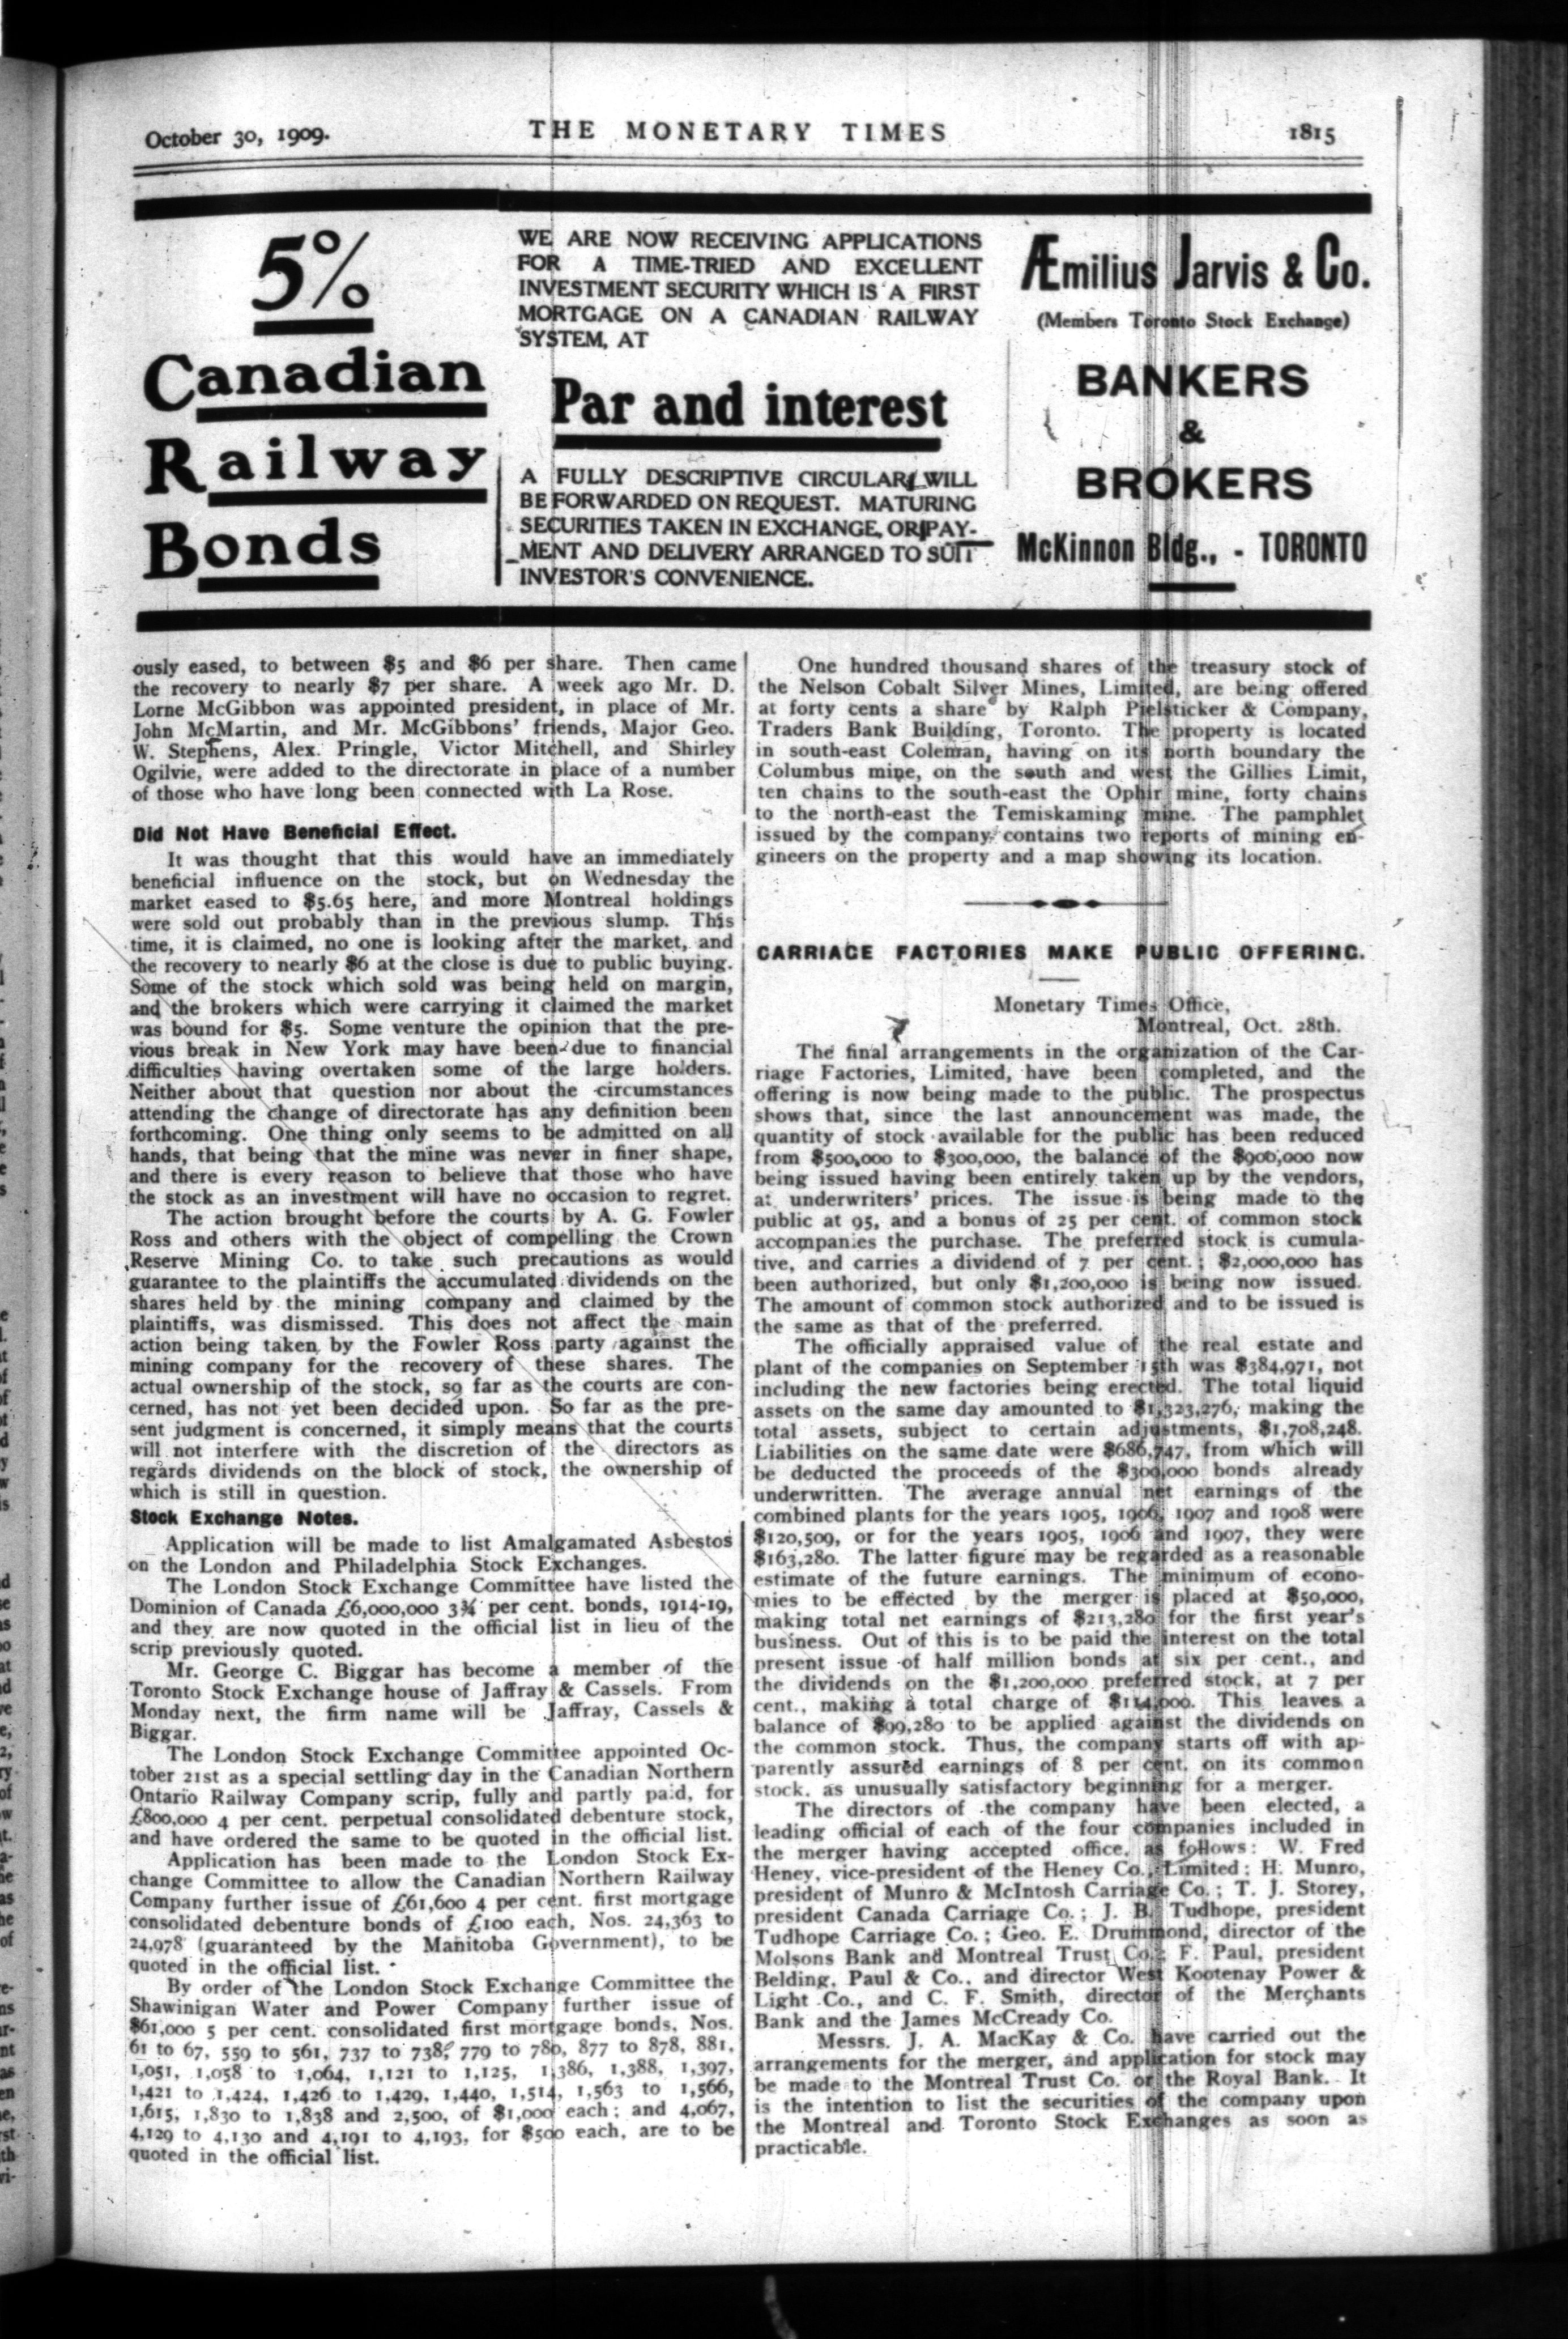 October 30, 1909.
THE MONETARY TIMES
1815
5%
Canadian
Railway
Bonds
WE ARE NOW RECEIVING APPLICATIONS
FOR A TIME-TRIED AND EXCELLENT
INVESTMENT SECURITY WHICH IS A FIRST
MORTGAGE ON A CANADIAN RAILWAY
SYSTEM, AT
Par and interest
A FULLY DESCRIPTIVE CIRCULAR WILL
BE FORWARDED ON REQUEST. MATURING
SECURITIES TAKEN IN EXCHANGE, OR PAY-
MENT AND DELIVERY ARRANGED TO SUIT
INVESTOR'S CONVENIENCE.
Æmilius Jarvis & Co.
(Members Toronto Stock Exchange)
BANKERS
&
BROKERS
McKinnon Bldg., - TORONTO
ously eased, to between $5 and $6 per share. Then came
the recovery to nearly $7 per share. A week ago Mr. D.
Lorne McGibbon was appointed president, in place of Mr.
John McMartin, and Mr. McGibbons' friends, Major Geo.
W. Stephens, Alex. Pringle, Victor Mitchell, and Shirley
Ogilvie, were added to the directorate in place of a number
of those who have long been connected with La Rose.
Did Not Have Beneficial Effect.
It was thought that this would have an immediately
beneficial influence on the stock, but on Wednesday the
market eased to $5.65 here, and more Montreal holdings
were sold out probably than in the previous slump. This
time, it is claimed, no one is looking after the market, and
the recovery to nearly $6 at the close is due to public buying.
Some of the stock which sold was being held on margin,
and the brokers which were carrying it claimed the market
was bound for $5. Some venture the opinion that the pre-
vious break in New York may have been due to financial
difficulties having overtaken some of the large holders.
Neither about that question nor about the circumstances
attending the change of directorate has any definition been
forthcoming. One thing only seems to be admitted on all
hands, that being that the mine was never in finer shape,
and there is every reason to believe that those who have
the stock as an investment will have no occasion to regret.
The action brought before the courts by A. G. Fowler
Ross and others with the object of compelling the Crown
Reserve Mining Co. to take such precautions as would
guarantee to the plaintiffs the accumulated dividends on the
shares held by the mining company and claimed by the
plaintiffs, was dismissed. This does not affect the main
action being taken by the Fowler Ross party against the
mining company for the recovery of these shares. The
actual ownership of the stock, so far as the courts are con-
cerned, has not yet been decided upon. So far as the pre-
sent judgment is concerned, it simply means that the courts
will not interfere with the discretion of the directors as
regards dividends on the block of stock, the ownership of
which is still in question.
Stock Exchange Notes.
Application will be made to list Amalgamated Asbestos
on the London and Philadelphia Stock Exchanges.
The London Stock Exchange Committee have listed the
Dominion of Canada £6,000,000 3¾ per cent. bonds, 1914-19,
and they are now quoted in the official list in lieu of the
scrip previously quoted.
Mr. George C. Biggar has become a member of the
Toronto Stock Exchange house of Jaffray & Cassels. From
Monday next, the firm name will be Jaffray, Cassels &
Biggar.
The London Stock Exchange Committee appointed Oc-
tober 21st as a special settling day in the Canadian Northern
Ontario Railway Company scrip, fully and partly paid, for
£800,000 4 per cent. perpetual consolidated debenture stock,
and have ordered the same to be quoted in the official list.
Application has been made to the London Stock Ex-
change Committee to allow the Canadian Northern Railway
Company further issue of £61,600 4 per cent. first mortgage
consolidated debenture bonds of £100 each, Nos. 24,363 to
24,978 (guaranteed by the Manitoba Government), to be
quoted in the official list.
By order of the London Stock Exchange Committee the
Shawinigan Water and Power Company further issue of
$61,000 5 per cent. consolidated first mortgage bonds, Nos.
61 to 67, 559 to 561, 737 to 738, 779 to 780, 877 to 878, 881,
1,051, 1,058 to 1,064, 1,121 to 1,125, 1,386, 1,388, 1,397,
1,421 to 1,424, 1,426 to 1,429, 1,440, 1,514, 1,563 to 1,566,
1,615, 1,830 to 1,838 and 2,500, of $1,000 each; and 4,067,
4,129 to 4,130 and 4,191 to 4,193, for $500 each, are to be
quoted in the official list.
One hundred thousand shares of the treasury stock of
the Nelson Cobalt Silver Mines, Limited, are being offered
at forty cents a share by Ralph Pielsticker & Company,
Traders Bank Building, Toronto. The property is located
in south-east Coleman, having on its north boundary the
Columbus mine, on the south and west the Gillies Limit,
ten chains to the south-east the Ophir mine, forty chains
to the north-east the Temiskaming mine. The pamphlet
issued by the company contains two reports of mining en-
gineers on the property and a map showing its location.
CARRIAGE FACTORIES MAKE PUBLIC OFFERING.
Monetary Times Office,
Montreal, Oct. 28th.
The final arrangements in the organization of the Car-
riage Factories, Limited, have been completed, and the
offering is now being made to the public. The prospectus
shows that, since the last announcement was made, the
quantity of stock available for the public has been reduced
from $500,000 to $300,000, the balance of the $900,000 now
being issued having been entirely taken up by the vendors,
at underwriters' prices. The issue is being made to the
public at 95, and a bonus of 25 per cent. of common stock
accompanies the purchase. The preferred stock is cumula-
tive, and carries a dividend of 7 per cent.; $2,000,000 has
been authorized, but only $1,200,000 is being now issued.
The amount of common stock authorized and to be issued is
the same as that of the preferred.
The officially appraised value of the real estate and
plant of the companies on September 15th was $384,971, not
including the new factories being erected. The total liquid
assets on the same day amounted to $1,323,276, making the
total assets, subject to certain adjustments, $1,708,248.
Liabilities on the same date were $686,747, from which will
be deducted the proceeds of the $300,000 bonds already
underwritten. The average annual net earnings of the
combined plants for the years 1905, 1906, 1907 and 1908 were
$120,509, or for the years 1905, 1906 and 1907, they were
$163,280. The latter figure may be regarded as a reasonable
estimate of the future earnings. The minimum of econo-
mies to be effected by the merger is placed at $50,000,
making total net earnings of $213,280 for the first year's
business. Out of this is to be paid the interest on the total
present issue of half million bonds at six per cent., and
the dividends on the $1,200,000 preferred stock, at 7 per
cent., making a total charge of $114,000. This leaves a
balance of $99,280 to be applied against the dividends on
the common stock. Thus, the company starts off with ap-
parently assured earnings of 8 per cent. on its common
stock, as unusually satisfactory beginning for a merger.
The directors of the company have been elected, a
leading official of each of the four companies included in
the merger having accepted office, as follows: W. Fred
Heney, vice-president of the Heney Co., Limited; H. Munro,
president of Munro & McIntosh Carriage Co.; T. J. Storey,
president Canada Carriage Co.; J. B. Tudhope, president
Tudhope Carriage Co.; Geo. E. Drummond, director of the
Molsons Bank and Montreal Trust Co.; F. Paul, president
Belding, Paul & Co., and director West Kootenay Power &
Light Co., and C. F. Smith, director of the Merchants
Bank and the James McCready Co.
Messrs. J. A. MacKay & Co. have carried out the
arrangements for the merger, and application for stock may
be made to the Montreal Trust Co. or the Royal Bank. It
is the intention to list the securities of the company upon
the Montreal and Toronto Stock Exchanges as soon as
practicable.